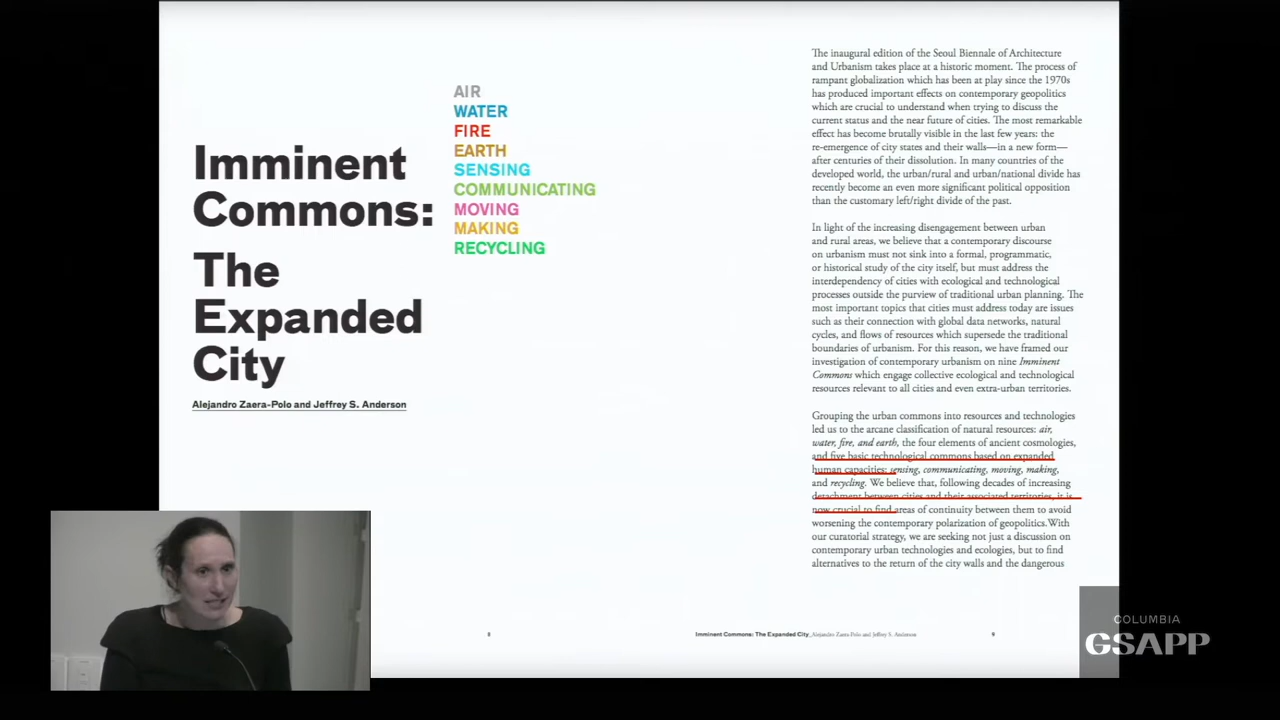 Imminent
Commons:
The
Expanded
City
Alejandro Zaera-Polo and Jeffrey S. Anderson
AIR
WATER
FIRE
EARTH
SENSING
COMMUNICATING
MOVING
MAKING
RECYCLING
The inaugural edition of the Seoul Biennale of Architecture
and Urbanism takes place at a historic moment. The process of
rampant globalization which has been at play since the 1970s
has produced important effects on contemporary geopolitics
which are crucial to understand when trying to discuss the
current status and the near future of cities. The most remarkable
effect has become brutally visible in the last few years: the
re-emergence of city states and their walls—in a new form—
after centuries of their dissolution. In many countries of the
developed world, the urban/rural and urban/national divide has
recently become an even more significant political opposition
than the customary left/right divide of the past.
In light of the increasing disengagement between urban
and rural areas, we believe that a contemporary discourse
on urbanism must not sink into a formal, programmatic,
or historical study of the city itself, but must address the
interdependency of cities with ecological and technological
processes outside the purview of traditional urban planning. The
most important topics that cities must address today are issues
such as their connection with global data networks, natural
cycles, and flows of resources which supersede the traditional
boundaries of urbanism. For this reason, we have framed our
investigation of contemporary urbanism on nine Imminent
Commons which engage collective ecological and technological
resources relevant to all cities and even extra-urban territories.
Grouping the urban commons into resources and technologies
led us to the arcane classification of natural resources: air,
water, fire, and earth, the four elements of ancient cosmologies,
and five basic technological commons based on expanded
human capacities: sensing, communicating, moving, making,
and recycling. We believe that, following decades of increasing
detachment between cities and their associated territories, it is
now crucial to find areas of continuity between them to avoid
worsening the contemporary polarization of geopolitics.With
our curatorial strategy, we are seeking not just a discussion on
contemporary urban technologies and ecologies, but to find
alternatives to the return of the city walls and the dangerous
8
Imminent Commons: The Expanded City_Alejandro Zaera-Polo and Jeffrey S. Anderson
9
COLUMBIA
GSAPP